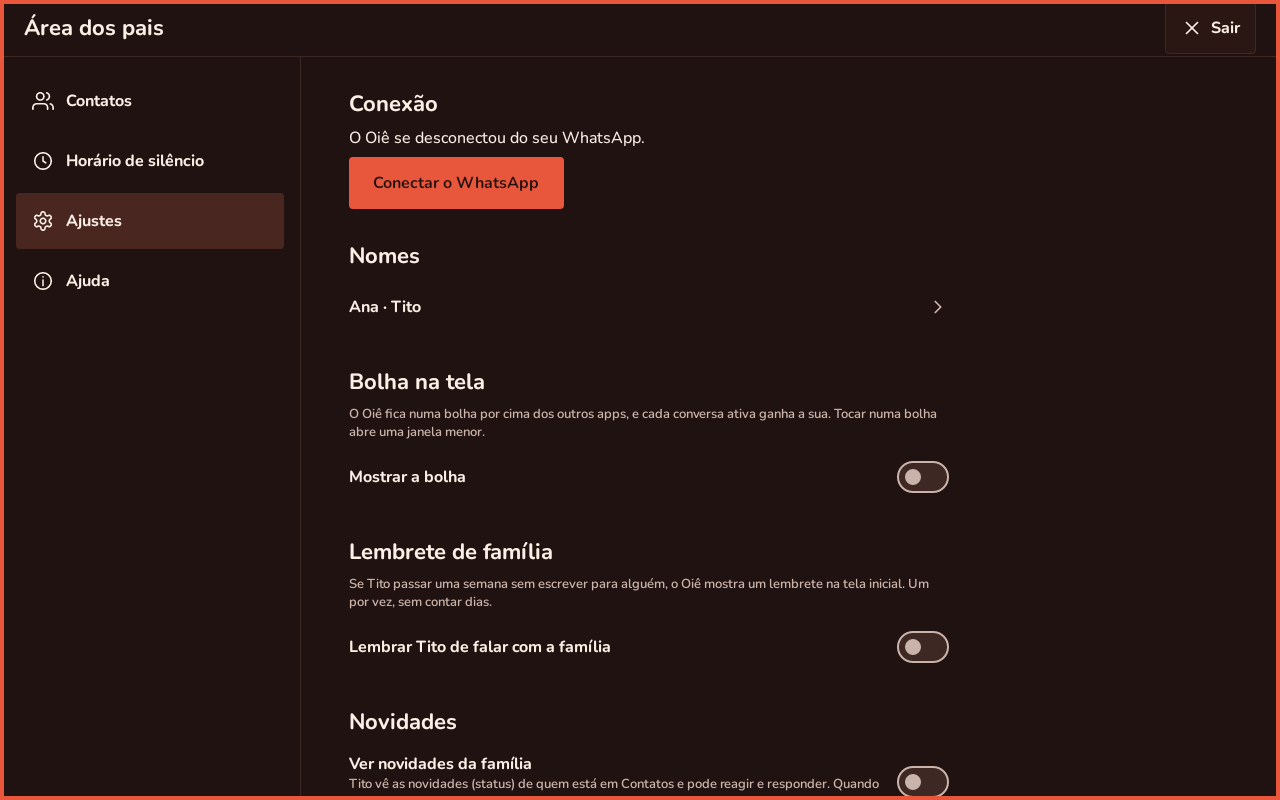 Área dos pais
Sair
Contatos
Horário de silêncio
Ajustes
Ajuda
Conexão
O Oiê se desconectou do seu WhatsApp.
Conectar o WhatsApp
Nomes
Ana · Tito
Bolha na tela
O Oiê fica numa bolha por cima dos outros apps, e cada conversa ativa ganha a sua. Tocar numa bolha
abre uma janela menor.
Mostrar a bolha
Lembrete de família
Se Tito passar uma semana sem escrever para alguém, o Oiê mostra um lembrete na tela inicial. Um
por vez, sem contar dias.
Lembrar Tito de falar com a família
Novidades
Ver novidades da família
Tito vê as novidades (status) de quem está em Contatos e pode reagir e responder. Quando